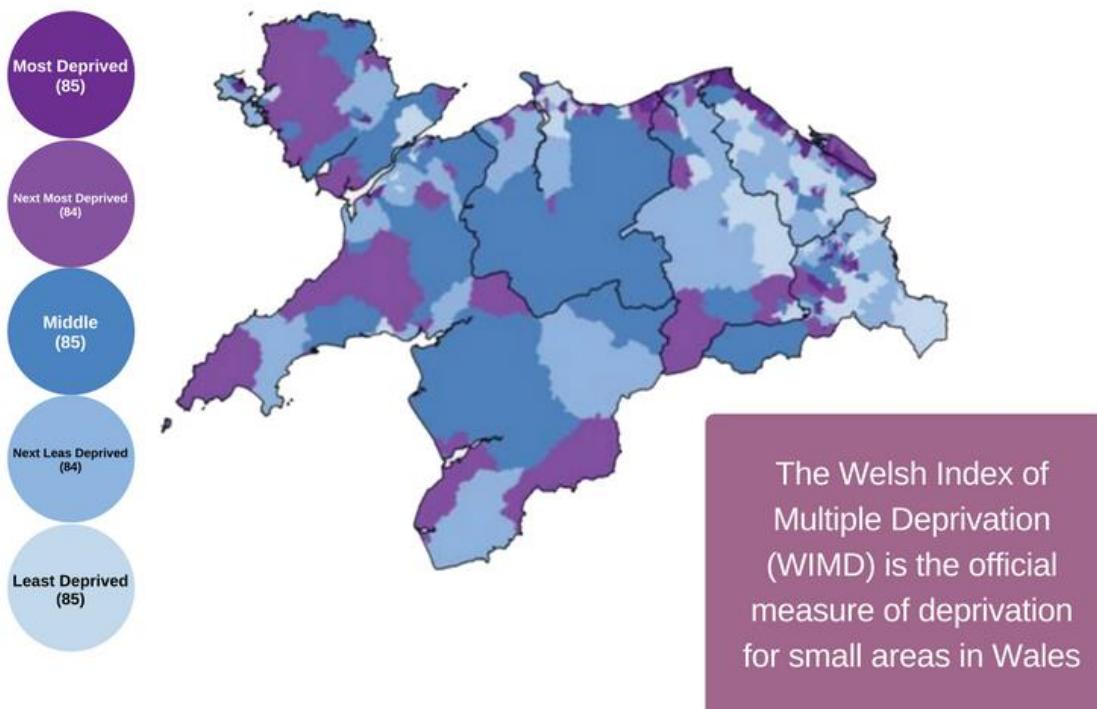 Most Deprived
(85)
Next Most Deprived
(84)
Middle
(85)
Next Leas Deprived
(84)
Least Deprived
(85)
The Welsh Index of
Multiple Deprivation
(WIMD) is the official
measure of deprivation
for small areas in Wales